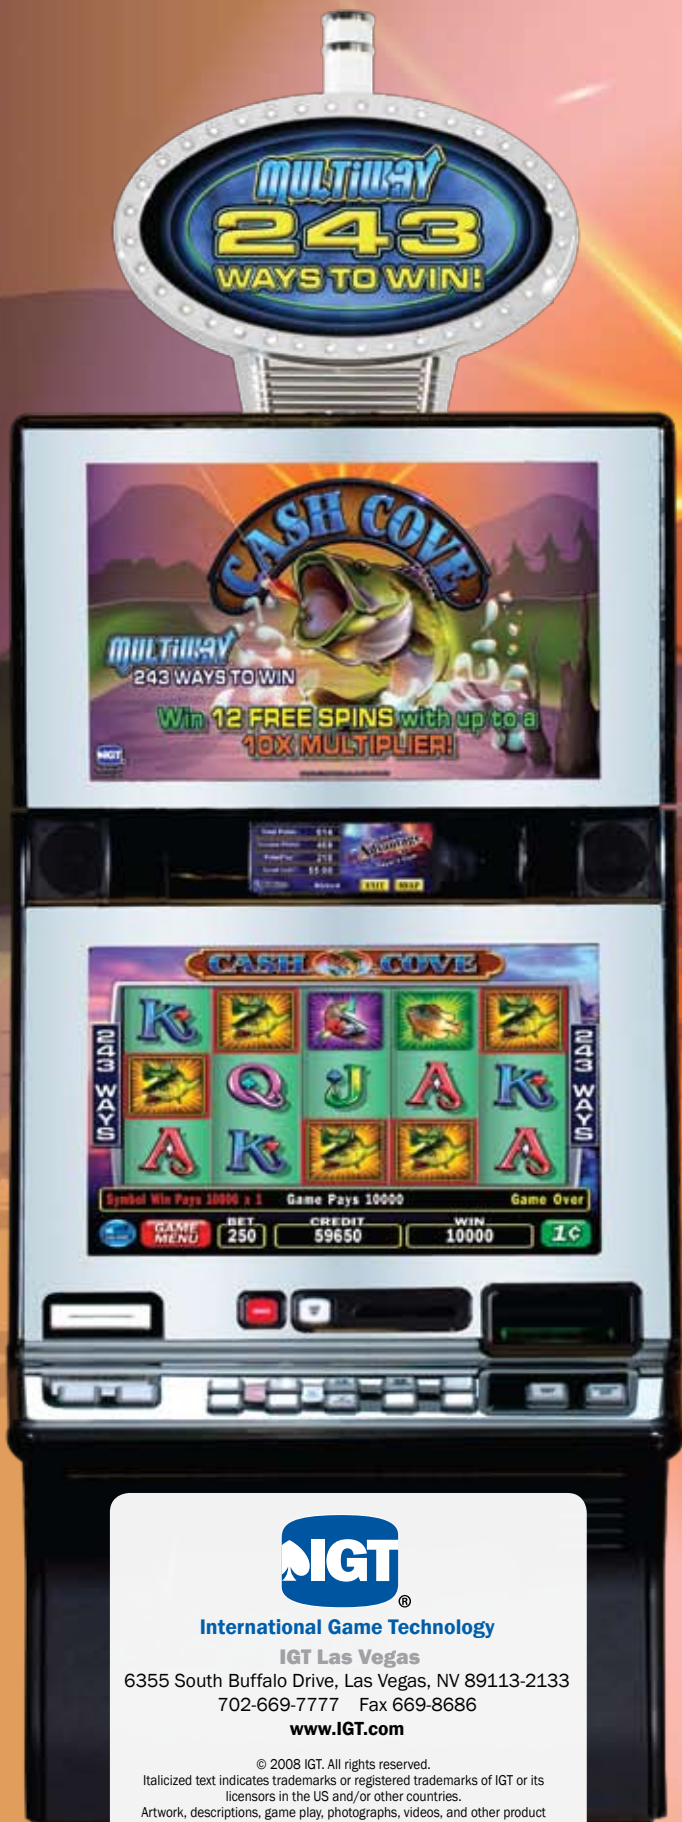 MULTIWAY
243
WAYS TO WIN!
CASH COVE
MULTIWAY
243 WAYS TO WIN
Win 12 FREE SPINS with up to a
10X MULTIPLIER!
IGT
Advantage
EXIT HELP
CASH COVE
243 WAYS
243 WAYS
K
Q J A K
A K A
Symbol Win Pays 10000 x 1 Game Pays 10000 Game Over
GAME MENU BET 250 CREDIT 59650 WIN 10000 1¢
IGT®
International Game Technology
IGT Las Vegas
6355 South Buffalo Drive, Las Vegas, NV 89113-2133
702-669-7777 Fax 669-8686
www.IGT.com
© 2008 IGT. All rights reserved.
Italicized text indicates trademarks or registered trademarks of IGT or its
licensors in the US and/or other countries.
Artwork, descriptions, game play, photographs, videos, and other product